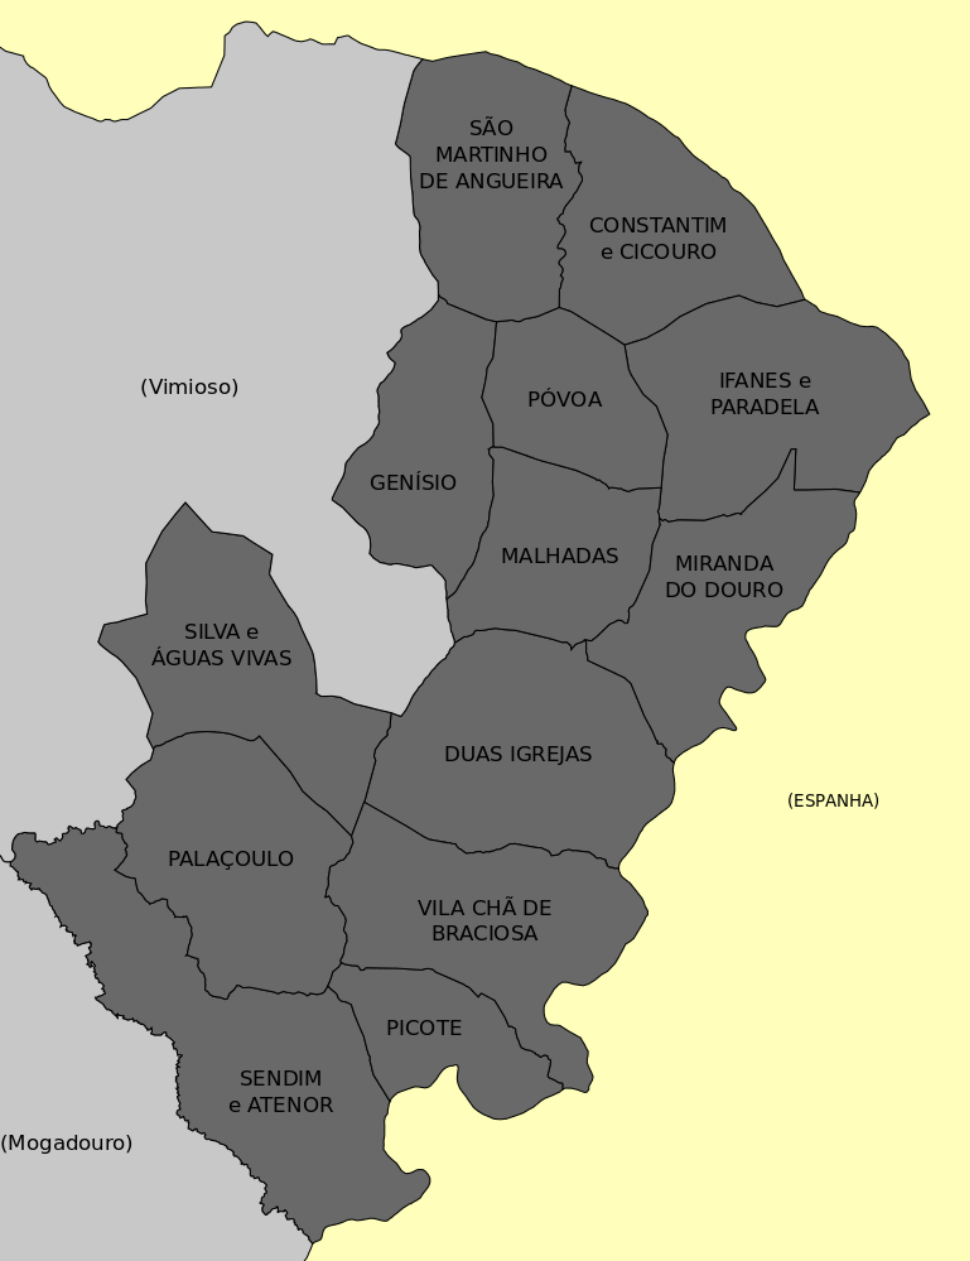 SÃO
MARTINHO
DE ANGUEIRA
CONSTANTIM
e CICOURO
(Vimioso)
IFANES e
PARADELA
PÓVOA
GENÍSIO
MALHADAS
MIRANDA
DO DOURO
SILVA e
ÁGUAS VIVAS
DUAS IGREJAS
(ESPANHA)
PALAÇOULO
VILA CHÃ DE
BRACIOSA
PICOTE
SENDIM
e ATENOR
(Mogadouro)